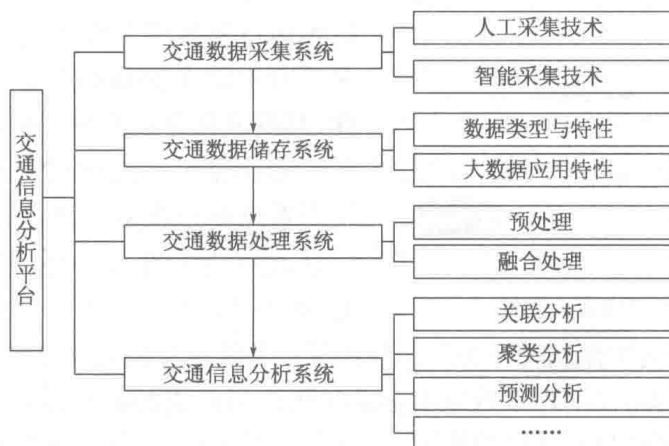 交通信息分析平台
交通数据采集系统
人工采集技术
智能采集技术
交通数据储存系统
数据类型与特性
大数据应用特性
交通数据处理系统
预处理
融合处理
交通信息分析系统
关联分析
聚类分析
预测分析
……